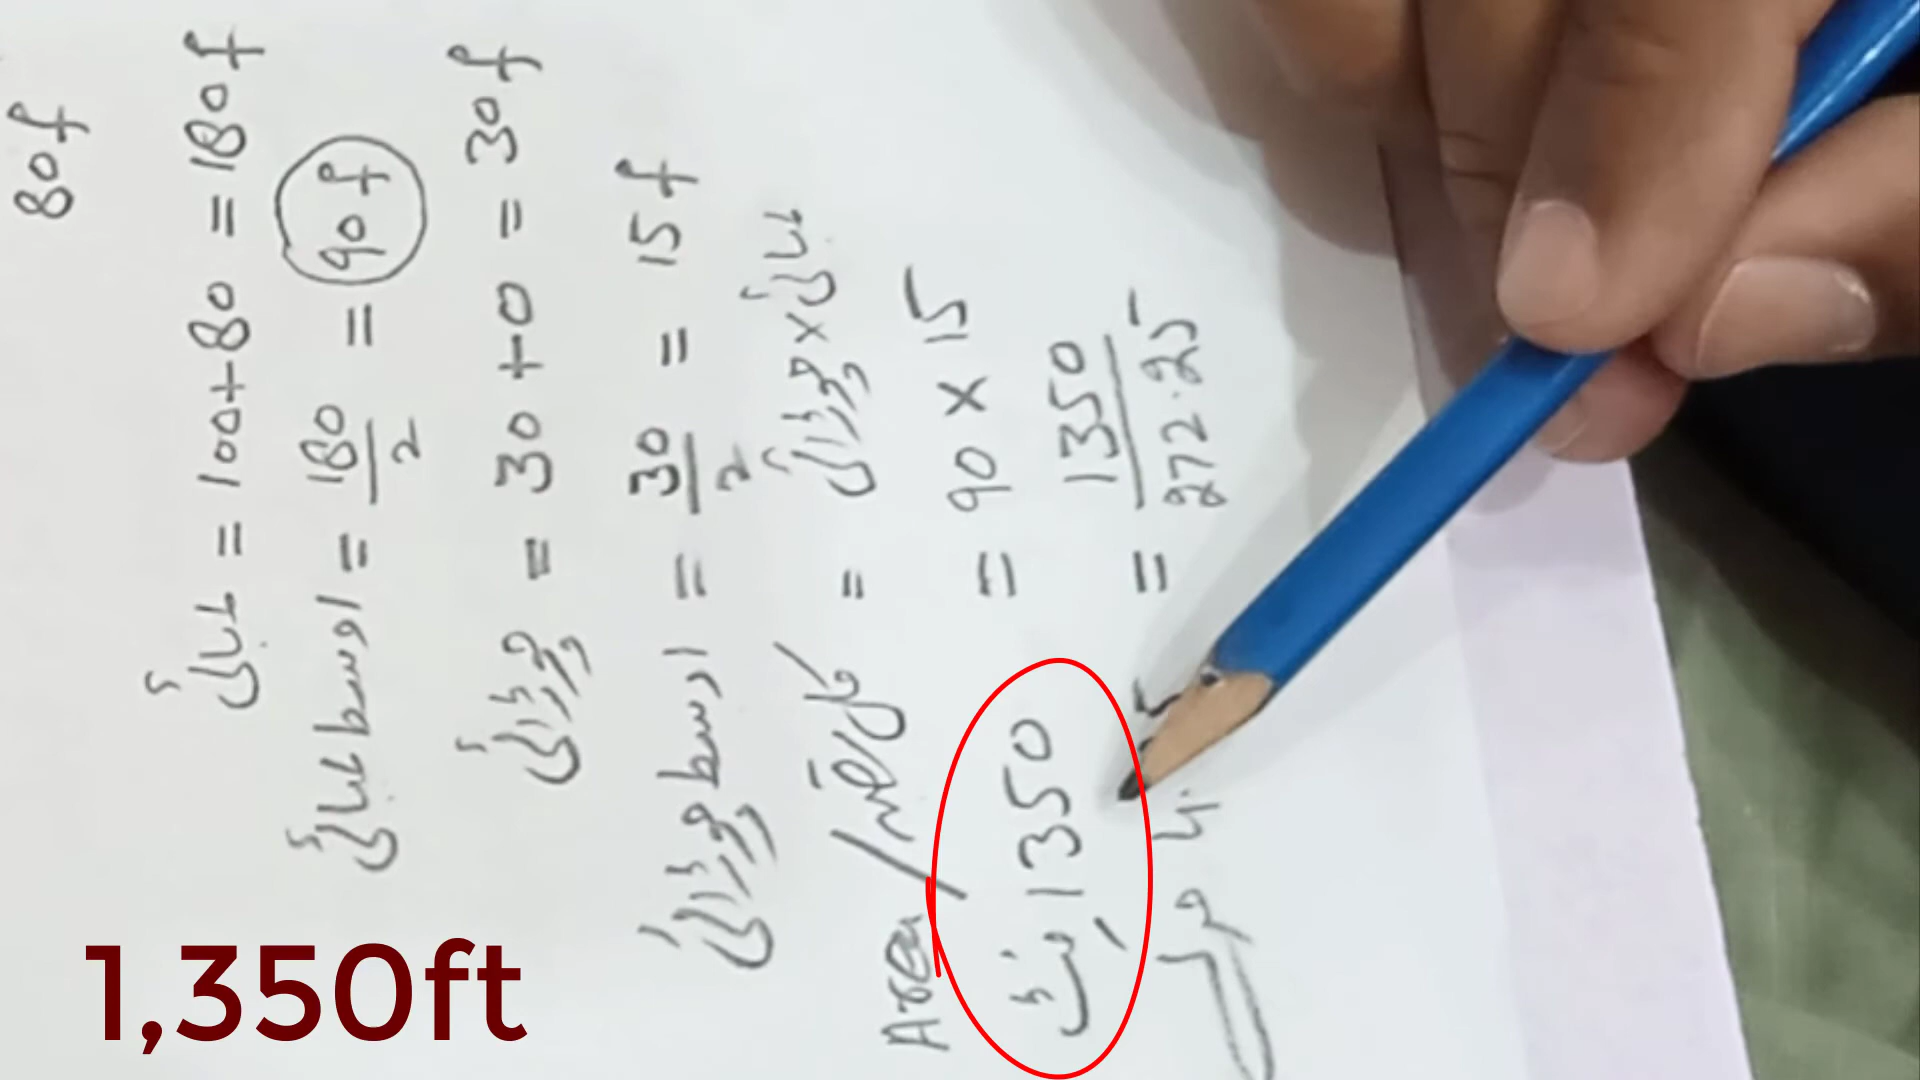 80f
لمبائی = 100+80 = 180f
اوسط لمبائی = 180/2 = 90f
چوڑائی = 30+0 = 30f
اوسط چوڑائی = 30/2 = 15f
Area/کل رقبہ = چوڑائی × لمبائی
1350 فٹ = 90 × 15
مرلے = 1350/272.25
1,350ft